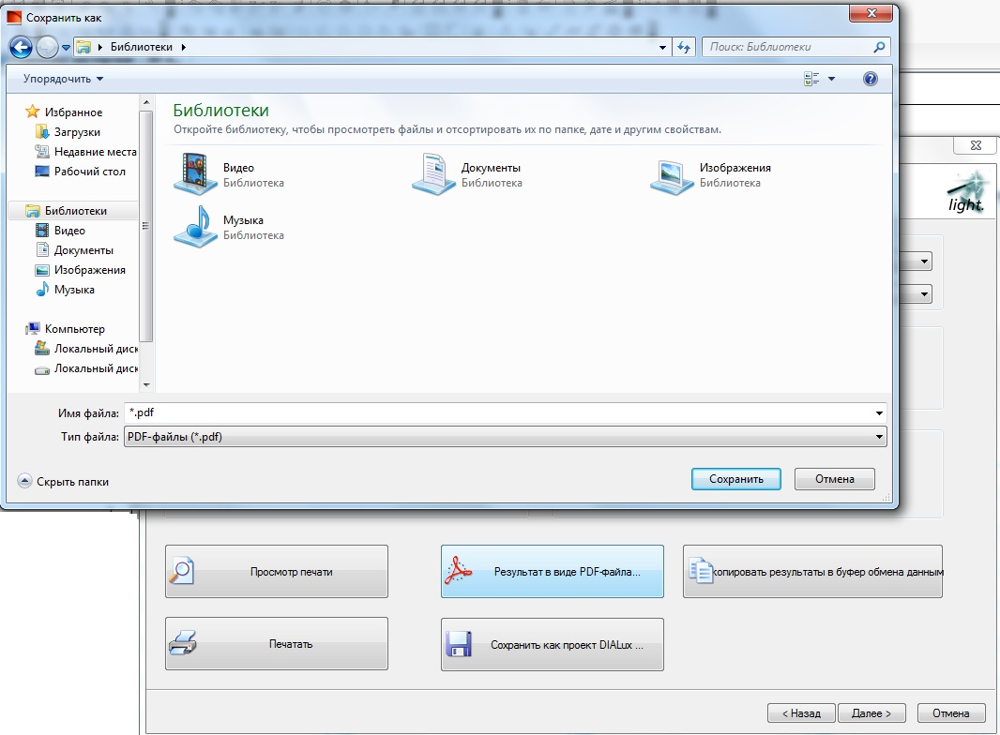 Сохранить как
Библиотеки
Поиск: Библиотеки
Упорядочить
Избранное
Загрузки
Недавние места
Рабочий стол
Библиотеки
Видео
Документы
Изображения
Музыка
Компьютер
Локальный диск
Локальный диск
Библиотеки
Откройте библиотеку, чтобы просмотреть файлы и отсортировать их по папке, дате и другим свойствам.
Видео
Библиотека
Документы
Библиотека
Изображения
Библиотека
Музыка
Библиотека
Имя файла: *.pdf
Тип файла: PDF-файлы (*.pdf)
Скрыть папки
Сохранить
Отмена
light.
Просмотр печати
Результат в виде PDF-файла...
копировать результаты в буфер обмена данным
Печатать
Сохранить как проект DIALux ...
< Назад
Далее >
Отмена